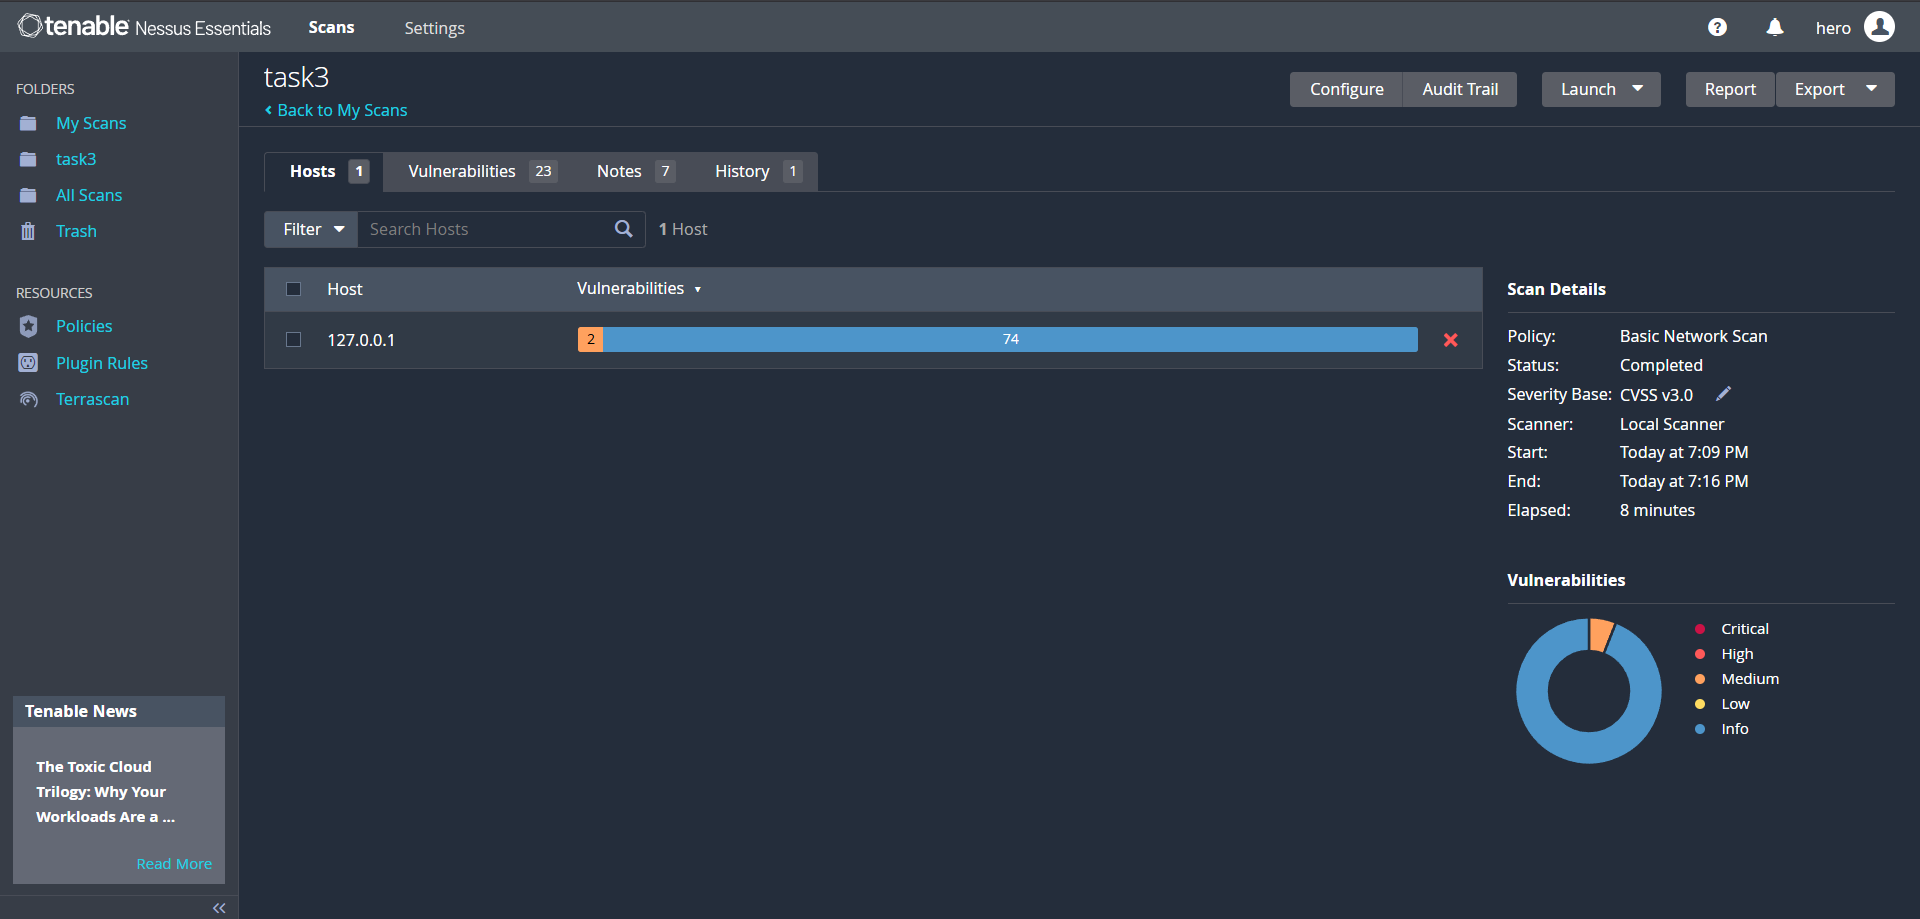 tenable Nessus Essentials
Scans
Settings
?
hero
FOLDERS
My Scans
task3
All Scans
Trash
RESOURCES
Policies
Plugin Rules
Terrascan
Tenable News
The Toxic Cloud
Trilogy: Why Your
Workloads Are a ...
Read More
task3
Back to My Scans
Configure
Audit Trail
Launch
Report
Export
Hosts 1
Vulnerabilities 23
Notes 7
History 1
Filter
Search Hosts
1 Host
Host
Vulnerabilities
127.0.0.1
2
74
Scan Details
Policy: Basic Network Scan
Status: Completed
Severity Base: CVSS v3.0
Scanner: Local Scanner
Start: Today at 7:09 PM
End: Today at 7:16 PM
Elapsed: 8 minutes
Vulnerabilities
Critical
High
Medium
Low
Info